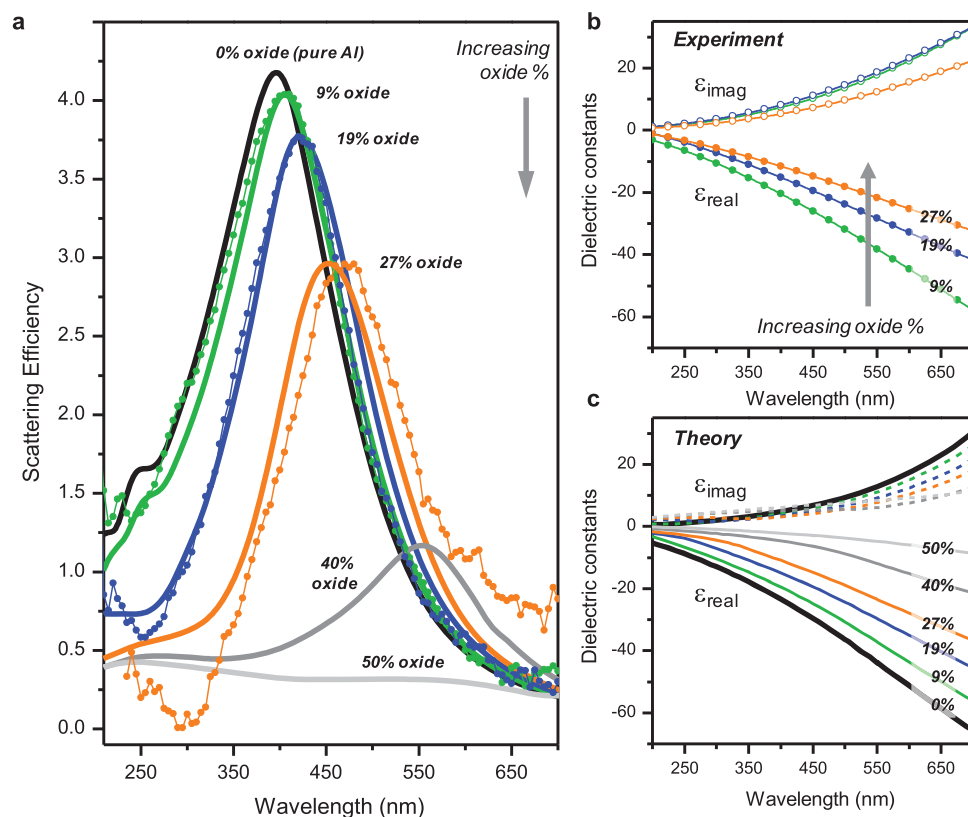 a
0% oxide (pure Al)
9% oxide
19% oxide
27% oxide
40%
oxide
50% oxide
Increasing
oxide %
4.0
3.5
3.0
2.5
2.0
1.5
1.0
0.5
0.0
Scattering Efficiency
250 350 450 550 650
Wavelength (nm)
b
Experiment
εimag
εreal
27%
19%
9%
Increasing oxide %
20
0
-20
-40
-60
Dielectric constants
250 350 450 550 650
Wavelength (nm)
c
Theory
εimag
εreal
50%
40%
27%
19%
9%
0%
20
0
-20
-40
-60
Dielectric constants
250 350 450 550 650
Wavelength (nm)